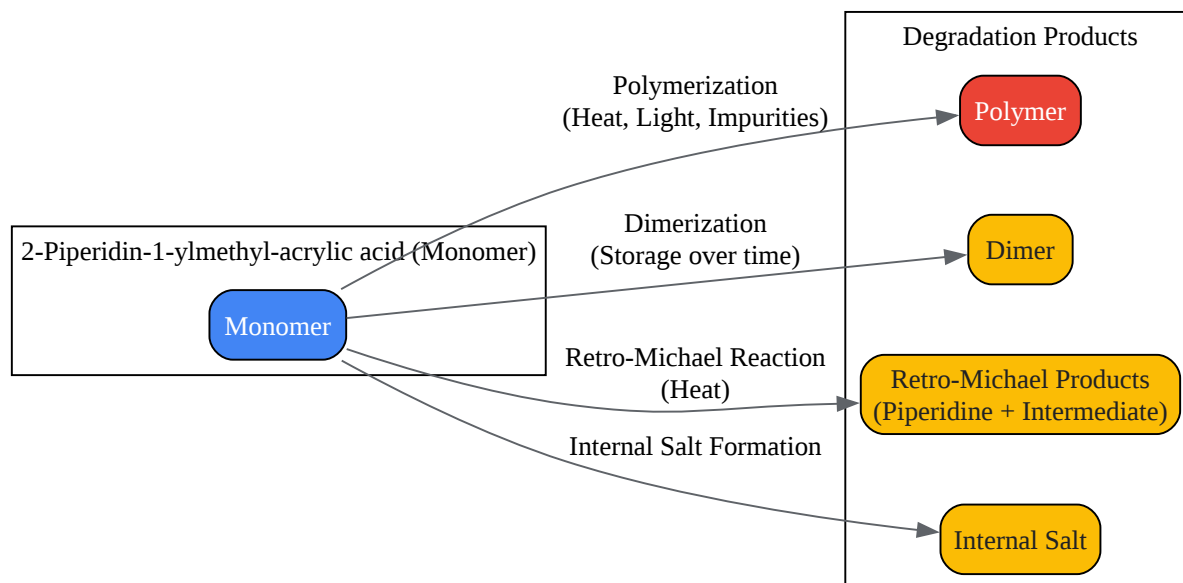 Degradation Products
Polymerization
(Heat, Light, Impurities)
Polymer
2-Piperidin-1-ylmethyl-acrylic acid (Monomer)
Monomer
Dimerization
(Storage over time)
Dimer
Retro-Michael Reaction
(Heat)
Retro-Michael Products
(Piperidine + Intermediate)
Internal Salt Formation
Internal Salt